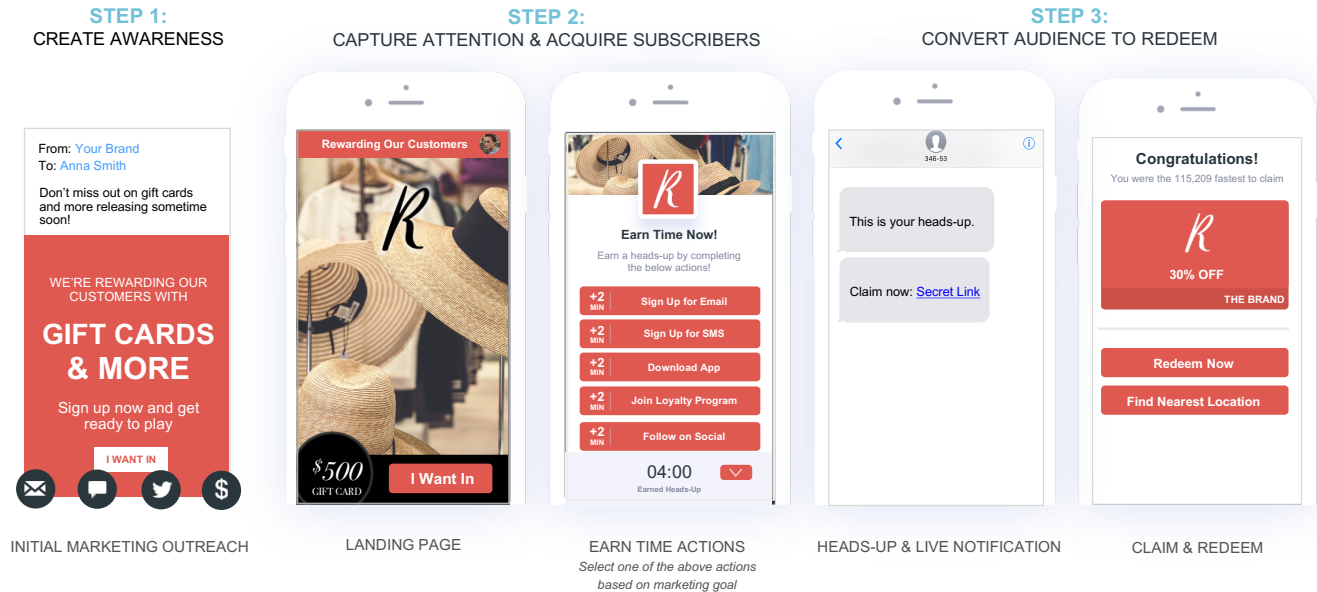 STEP 1:
CREATE AWARENESS
From: Your Brand
To: Anna Smith
Don't miss out on gift cards
and more releasing sometime
soon!
WE'RE REWARDING OUR
CUSTOMERS WITH
GIFT CARDS
& MORE
Sign up now and get
ready to play
I WANT IN
$
INITIAL MARKETING OUTREACH
STEP 2:
CAPTURE ATTENTION & ACQUIRE SUBSCRIBERS
Rewarding Our Customers
R
$500
GIFT CARD
I Want In
LANDING PAGE
R
Earn Time Now!
Earn a heads-up by completing
the below actions!
+2 MIN Sign Up for Email
+2 MIN Sign Up for SMS
+2 MIN Download App
+2 MIN Join Loyalty Program
+2 MIN Follow on Social
04:00
Earned Heads-Up
EARN TIME ACTIONS
Select one of the above actions
based on marketing goal
STEP 3:
CONVERT AUDIENCE TO REDEEM
346-53
This is your heads-up.
Claim now: Secret Link
HEADS-UP & LIVE NOTIFICATION
Congratulations!
You were the 115,209 fastest to claim
R
30% OFF
THE BRAND
Redeem Now
Find Nearest Location
CLAIM & REDEEM